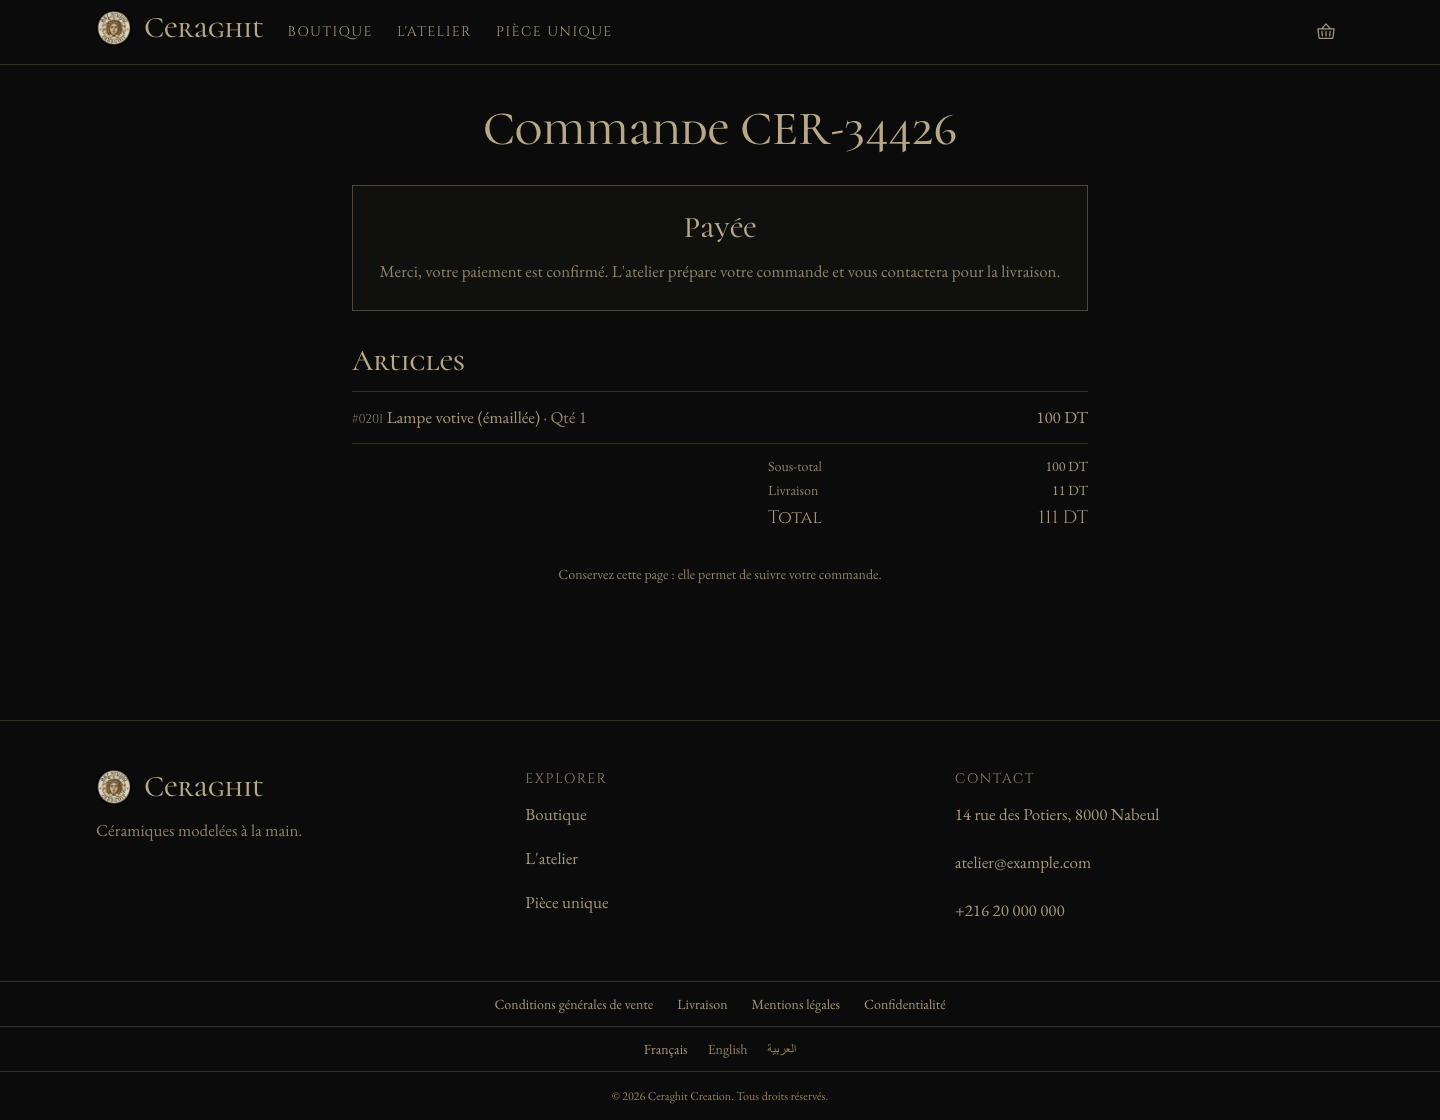 Ceraghit BOUTIQUE L'ATELIER PIÈCE UNIQUE
Commande CER-34426
Payée
Merci, votre paiement est confirmé. L'atelier prépare votre commande et vous contactera pour la livraison.
Articles
#0201 Lampe votive (émaillée) · Qté 1 100 DT
Sous-total 100 DT
Livraison 11 DT
Total 111 DT
Conservez cette page : elle permet de suivre votre commande.
Ceraghit
Céramiques modelées à la main.
EXPLORER
Boutique
L'atelier
Pièce unique
CONTACT
14 rue des Potiers, 8000 Nabeul
atelier@example.com
+216 20 000 000
Conditions générales de vente Livraison Mentions légales Confidentialité
Français English العربية
© 2026 Ceraghit Creation. Tous droits réservés.